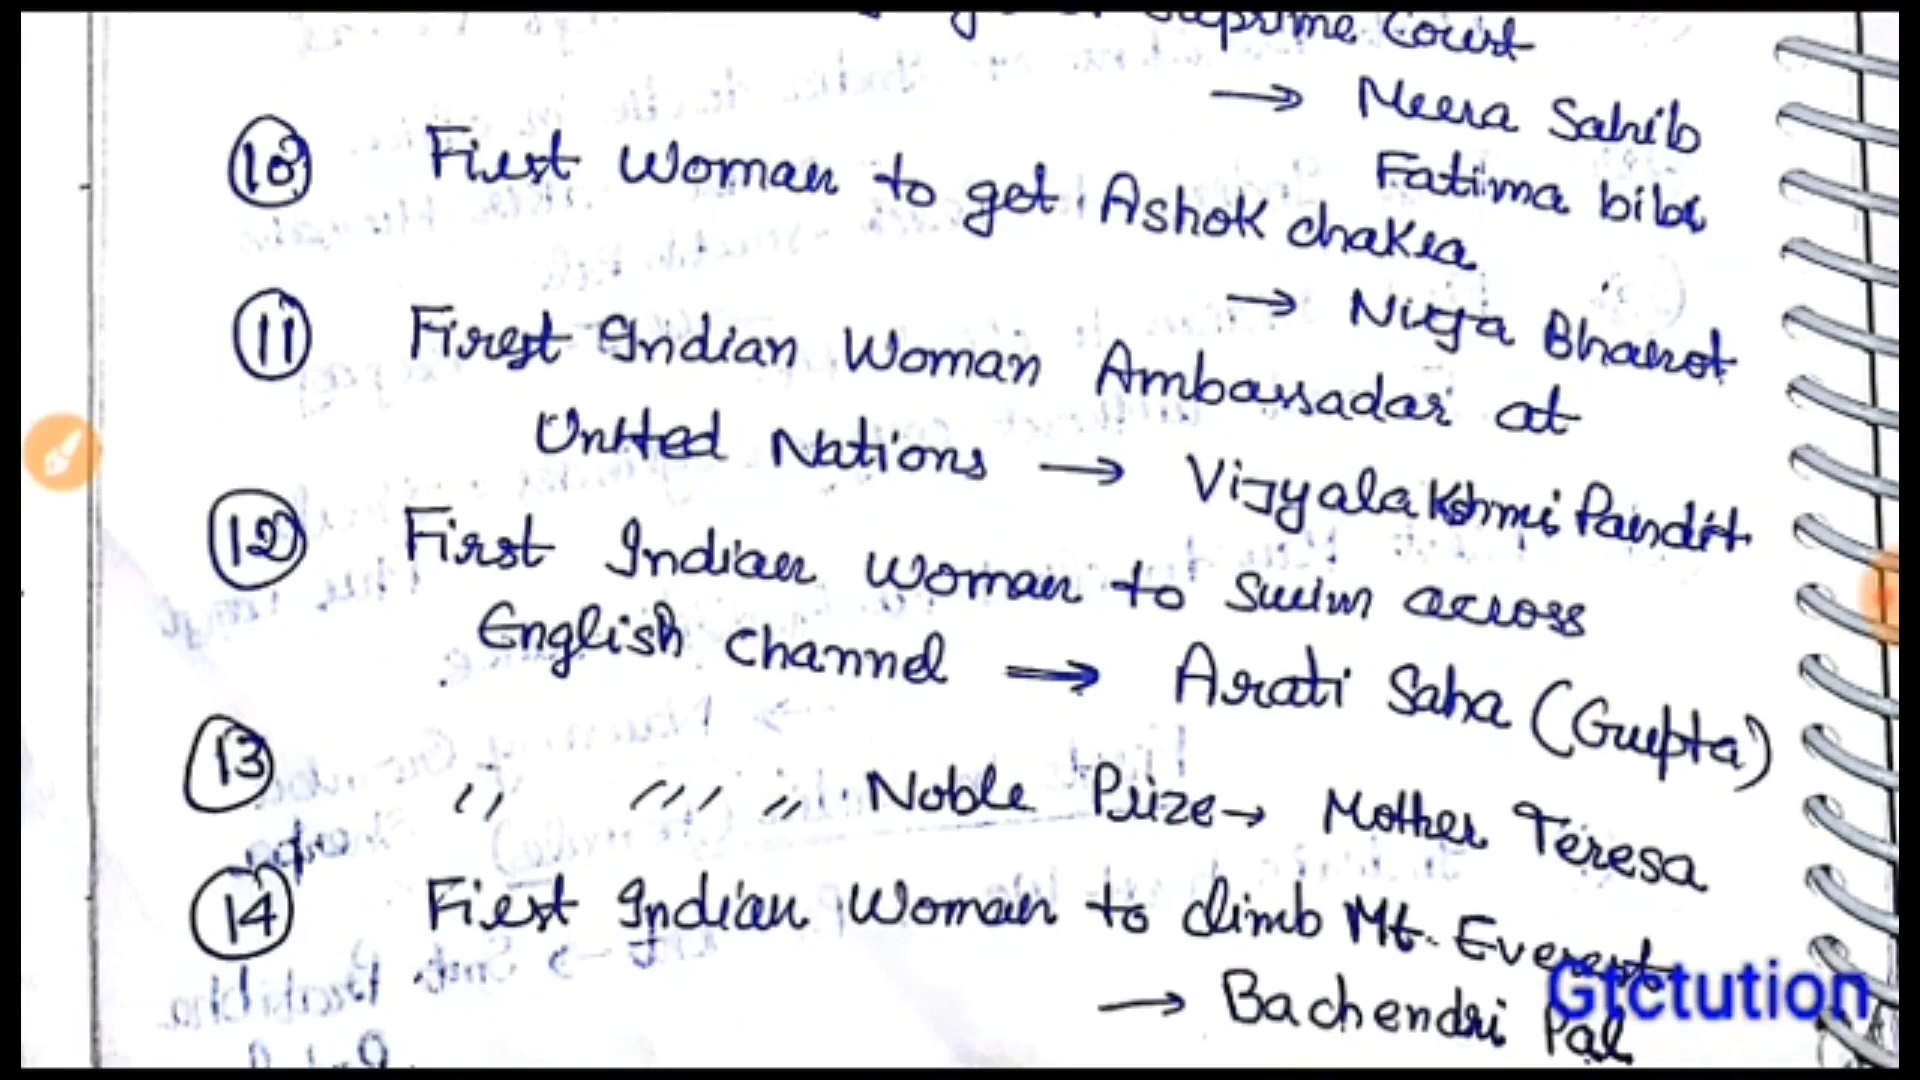 Supreme Court
→ Meera Sahib
Fatima bibi
(10) First Woman to get Ashok chakra
→ Nirja Bhanot
(11) First Indian Woman Ambassadar at
United Nations → Vijyalakshmi Pandit
(12) First Indian Woman to Swim across
English Channel → Arati Saha (Gupta)
(13) " "' " Noble Prize → Mother Teresa
(14) First Indian Woman to climb Mt. Everest
→ Bachendri Pal
Gtctution